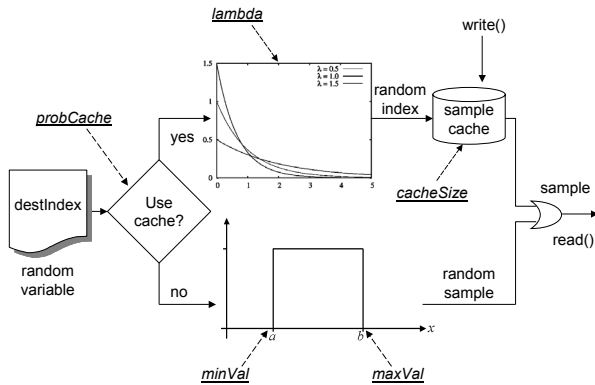 lambda
write()
1.5
λ = 0.5
λ = 1.0
λ = 1.5
1
0.5
0
0 1 2 3 4 5
random
index
sample
cache
probCache
yes
cacheSize
destIndex
Use
cache?
sample
read()
random
variable
no
random
sample
a
b
x
minVal
maxVal